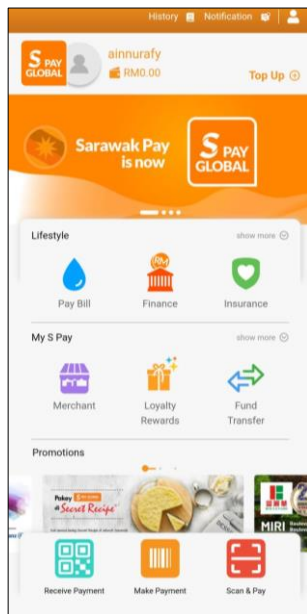 History Notification
S PAY
GLOBAL
ainnurafy
RM0.00
Top Up
Sarawak Pay
is now
S PAY
GLOBAL
Lifestyle show more
RM
Pay Bill Finance Insurance
My S Pay show more
Merchant Loyalty Rewards Fund Transfer
Promotions
Secret Recipe
MIRI
Receive Payment Make Payment Scan & Pay